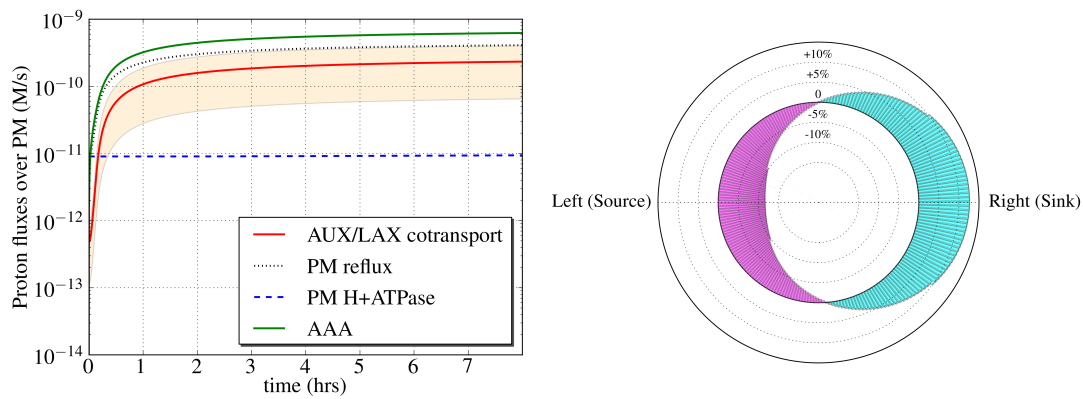 Proton fluxes over PM (M/s)
10⁻⁹
10⁻¹⁰
10⁻¹¹
10⁻¹²
10⁻¹³
10⁻¹⁴
AUX/LAX cotransport
PM reflux
PM H+ATPase
AAA
0 1 2 3 4 5 6 7
time (hrs)
+10%
+5%
0
-5%
-10%
Left (Source)
Right (Sink)